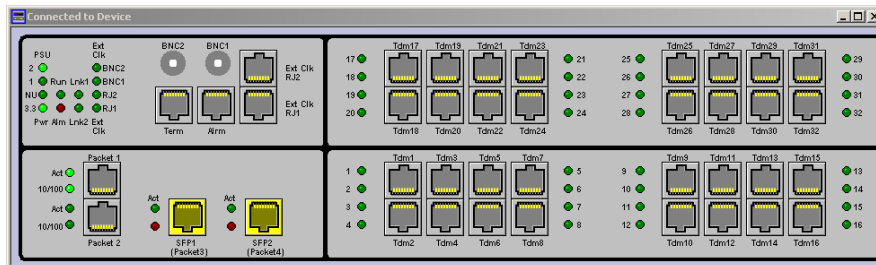 Connected to Device
PSU Ext Clk BNC2 BNC1
2 BNC2
1 Run Lnk1 BNC1
NU RJ2
3.3 RJ1
Pwr Alm Lnk2 Ext Clk
Ext Clk RJ2
Ext Clk RJ1
Term Alrm
Tdm17 Tdm19 Tdm21 Tdm23
17 21
18 22
19 23
20 24
Tdm18 Tdm20 Tdm22 Tdm24
Tdm25 Tdm27 Tdm29 Tdm31
25 29
26 30
27 31
28 32
Tdm26 Tdm28 Tdm30 Tdm32
Packet 1
Act
10/100
Act
10/100
Packet 2
Act Act
SFP1 SFP2
(Packet3) (Packet4)
Tdm1 Tdm3 Tdm5 Tdm7
1 5
2 6
3 7
4 8
Tdm2 Tdm4 Tdm6 Tdm8
Tdm9 Tdm11 Tdm13 Tdm15
9 13
10 14
11 15
12 16
Tdm10 Tdm12 Tdm14 Tdm16